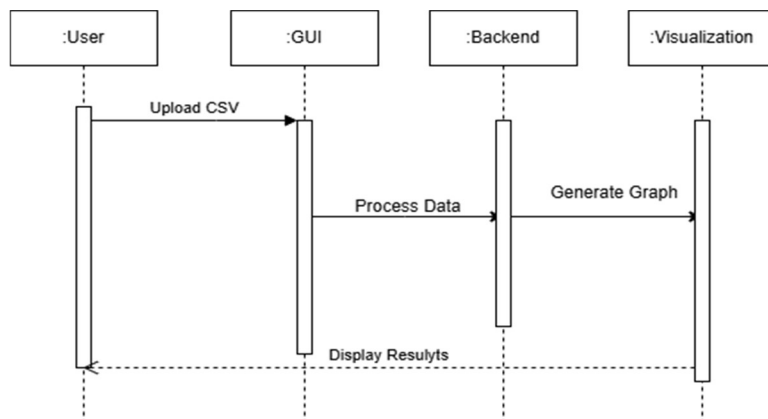 :User
:GUI
:Backend
:Visualization
Upload CSV
Process Data
Generate Graph
Display Resulyts